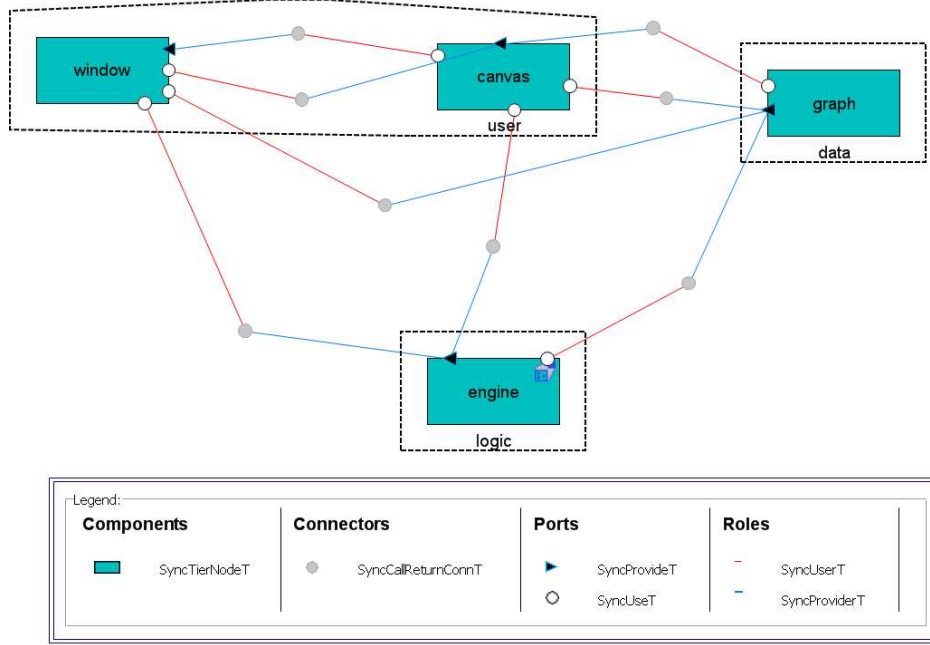 window
canvas
graph
user
data
engine
logic
Legend:
Components
Connectors
Ports
Roles
SyncTierNodeT
SyncCallReturnConnT
SyncProvideT
SyncUserT
SyncUseT
SyncProviderT